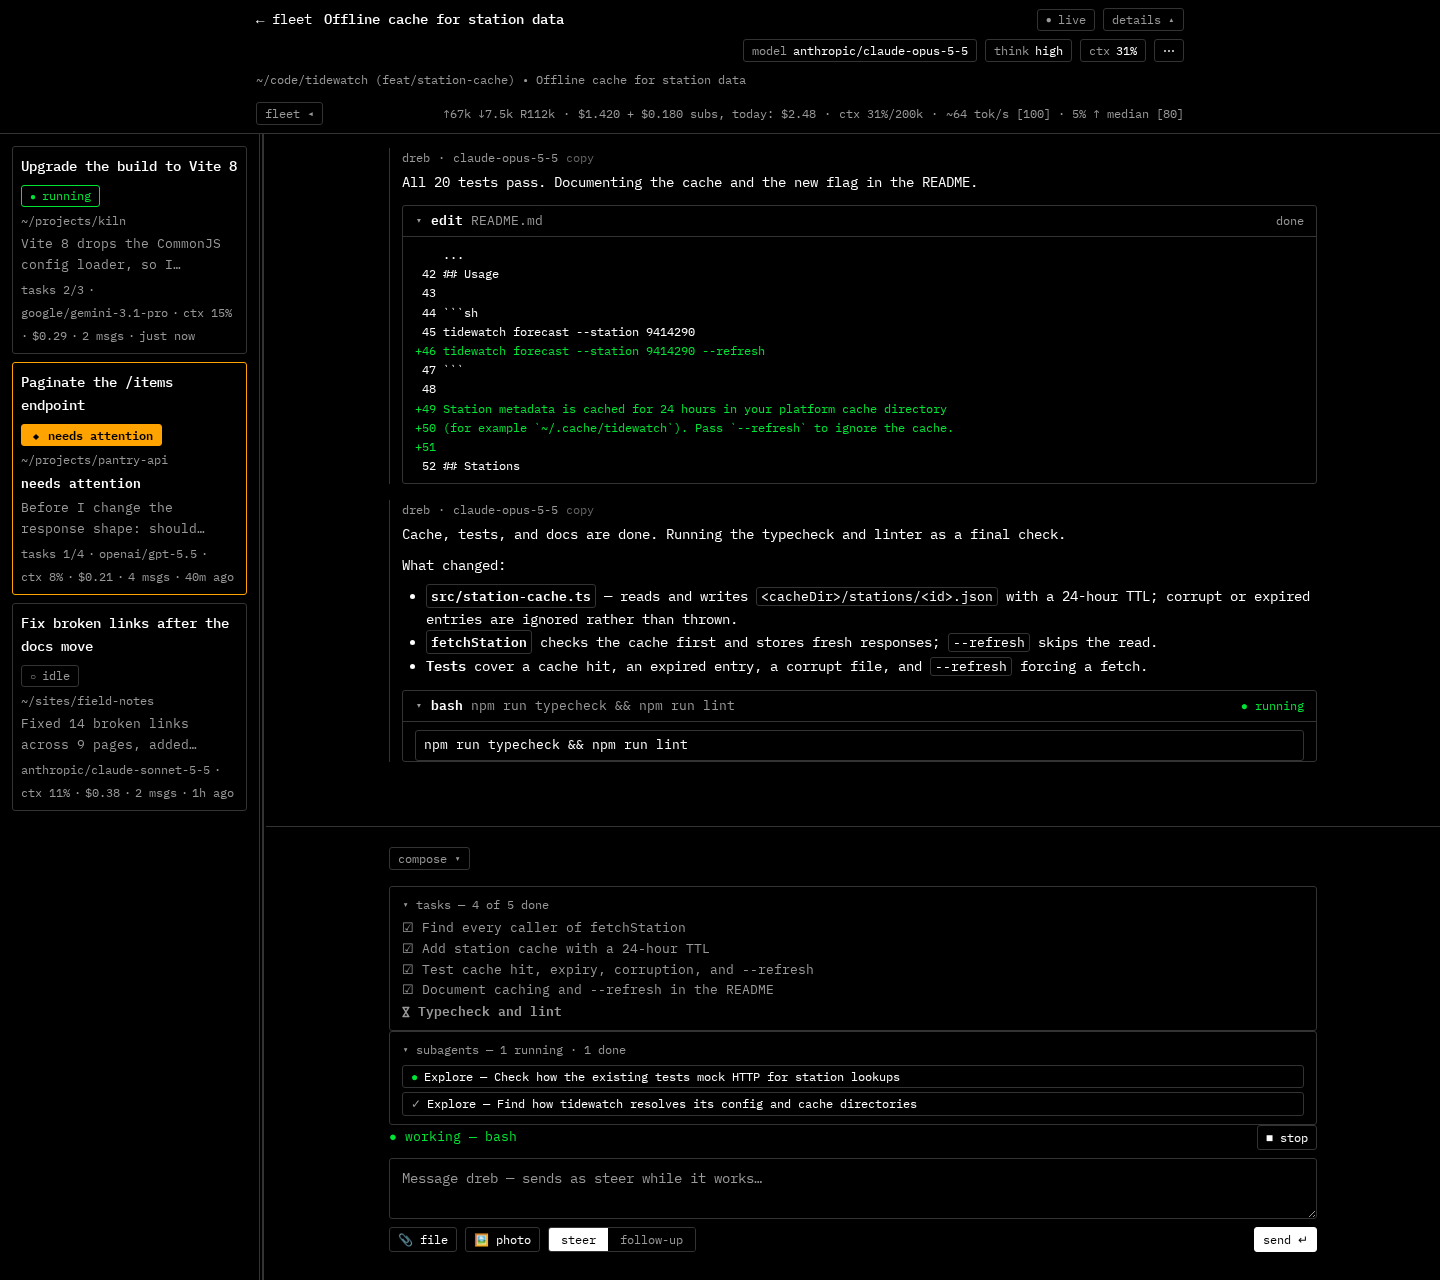 ← fleet Offline cache for station data
● live
details ▴
model anthropic/claude-opus-5-5
think high
ctx 31%
⋯
~/code/tidewatch (feat/station-cache) • Offline cache for station data
fleet ◂
↑67k ↓7.5k R112k · $1.420 + $0.180 subs, today: $2.48 · ctx 31%/200k · ~64 tok/s [100] · 5% ↑ median [80]
Upgrade the build to Vite 8
● running
~/projects/kiln
Vite 8 drops the CommonJS
config loader, so I…
tasks 2/3 ·
google/gemini-3.1-pro · ctx 15%
· $0.29 · 2 msgs · just now
Paginate the /items
endpoint
◆ needs attention
~/projects/pantry-api
needs attention
Before I change the
response shape: should…
tasks 1/4 · openai/gpt-5.5 ·
ctx 8% · $0.21 · 4 msgs · 40m ago
Fix broken links after the
docs move
○ idle
~/sites/field-notes
Fixed 14 broken links
across 9 pages, added…
anthropic/claude-sonnet-5-5 ·
ctx 11% · $0.38 · 2 msgs · 1h ago
dreb · claude-opus-5-5 copy
All 20 tests pass. Documenting the cache and the new flag in the README.
▾ edit README.md done
...
42 ## Usage
43
44 ```sh
45 tidewatch forecast --station 9414290
+46 tidewatch forecast --station 9414290 --refresh
47 ```
48
+49 Station metadata is cached for 24 hours in your platform cache directory
+50 (for example `~/.cache/tidewatch`). Pass `--refresh` to ignore the cache.
+51
52 ## Stations
dreb · claude-opus-5-5 copy
Cache, tests, and docs are done. Running the typecheck and linter as a final check.
What changed:
• src/station-cache.ts — reads and writes <cacheDir>/stations/<id>.json with a 24-hour TTL; corrupt or expired
entries are ignored rather than thrown.
• fetchStation checks the cache first and stores fresh responses; --refresh skips the read.
• Tests cover a cache hit, an expired entry, a corrupt file, and --refresh forcing a fetch.
▾ bash npm run typecheck && npm run lint ● running
npm run typecheck && npm run lint
compose ▾
▾ tasks — 4 of 5 done
☑ Find every caller of fetchStation
☑ Add station cache with a 24-hour TTL
☑ Test cache hit, expiry, corruption, and --refresh
☑ Document caching and --refresh in the README
⧖ Typecheck and lint
▾ subagents — 1 running · 1 done
● Explore — Check how the existing tests mock HTTP for station lookups
✓ Explore — Find how tidewatch resolves its config and cache directories
● working — bash
■ stop
Message dreb — sends as steer while it works…
📎 file
🖼️ photo
steer
follow-up
send ↵